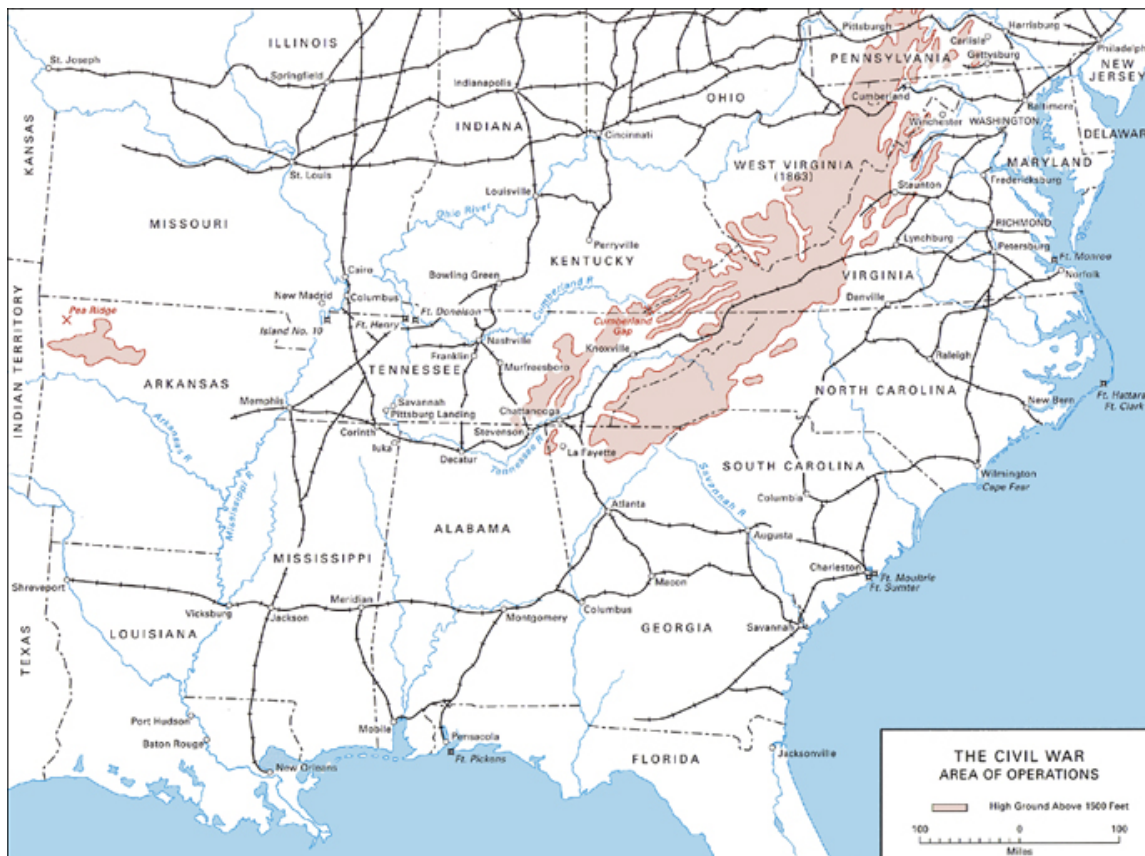 Pittsburgh
Harrisburg
ILLINOIS
Carlisle
PENNSYLVANIA
Gettysburg
Philadelph
St. Joseph
NEW
JERSEY
Springfield
Indianapolis
OHIO
Cumberland
Baltimore
KANSAS
INDIANA
Cincinnati
Winchester
WASHINGTON
DELAWAR
St. Louis
WEST VIRGINIA
(1863)
MARYLAND
Louisville
Staunton
Fredericksburg
Ohio River
MISSOURI
RICHMOND
Perryville
Lynchburg
Petersburg
Ft. Monroe
KENTUCKY
Cairo
Bowling Green
VIRGINIA
Norfolk
New Madrid
Columbus
Cumberland R
Danville
Pea Ridge
Island No. 10
Ft. Henry
Ft. Donelson
Cumberland
Gap
INDIAN TERRITORY
Nashville
Franklin
Knoxville
Raleigh
Murfreesboro
TENNESSEE
ARKANSAS
NORTH CAROLINA
Ft. Hattara
Ft. Clark
Memphis
Savannah
Pittsburg Landing
Chattanooga
New Bern
Arkansas R
Corinth
Stevenson
Iuka
Decatur
Tennessee R
La Fayette
SOUTH CAROLINA
Wilmington
Cape Fear
Mississippi R
Savannah R
Columbia
Atlanta
ALABAMA
Augusta
MISSISSIPPI
Charleston
Ft. Moultrie
Ft. Sumter
Shreveport
Macon
Vicksburg
Jackson
Meridian
Montgomery
Columbus
Savannah
LOUISIANA
GEORGIA
TEXAS
Port Hudson
Baton Rouge
Mobile
Pensacola
Ft. Pickens
FLORIDA
Jacksonville
New Orleans
THE CIVIL WAR
AREA OF OPERATIONS
High Ground Above 1500 Feet
100 0 100
Miles